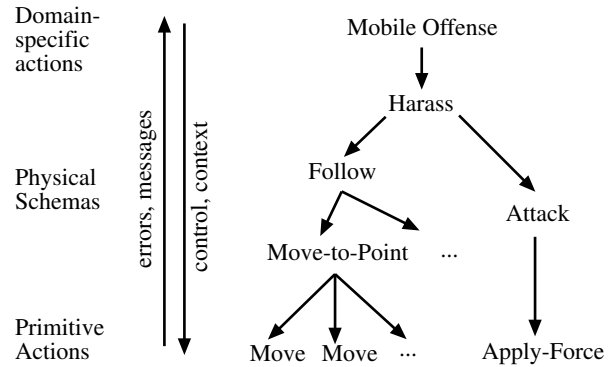 Domain-
specific
actions
Mobile Offense
Harass
errors, messages
control, context
Physical
Schemas
Follow
Attack
Move-to-Point
...
Primitive
Actions
Move
Move
...
Apply-Force